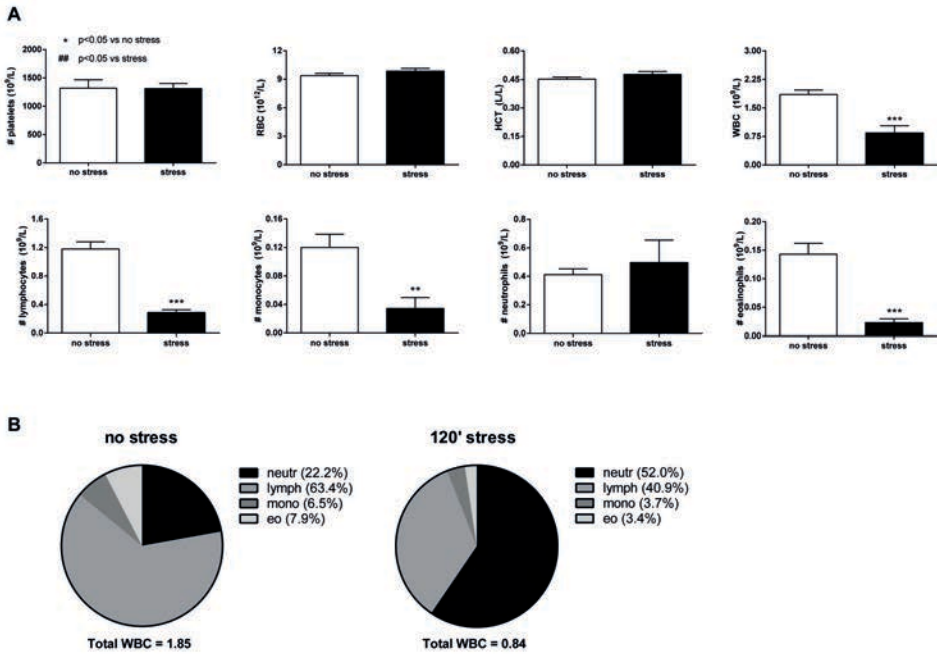 A
* p<0.05 vs no stress
## p<0.05 vs stress
# platelets (10⁹/L)
2000
1500
1000
500
0
no stress
stress
RBC (10¹²/L)
12
9
6
3
0
no stress
stress
HCT (L/L)
0.60
0.45
0.30
0.15
0.00
no stress
stress
WBC (10⁹/L)
2.25
1.50
0.75
0.00
***
no stress
stress
# lymphocytes (10⁹/L)
1.6
1.2
0.8
0.4
0.0
***
no stress
stress
# monocytes (10⁹/L)
0.16
0.12
0.08
0.04
0.00
**
no stress
stress
# neutrophils (10⁹/L)
0.8
0.6
0.4
0.2
0.0
no stress
stress
# eosinophils (10⁹/L)
0.20
0.15
0.10
0.05
0.00
***
no stress
stress
B
no stress
neutr (22.2%)
lymph (63.4%)
mono (6.5%)
eo (7.9%)
Total WBC = 1.85
120' stress
neutr (52.0%)
lymph (40.9%)
mono (3.7%)
eo (3.4%)
Total WBC = 0.84